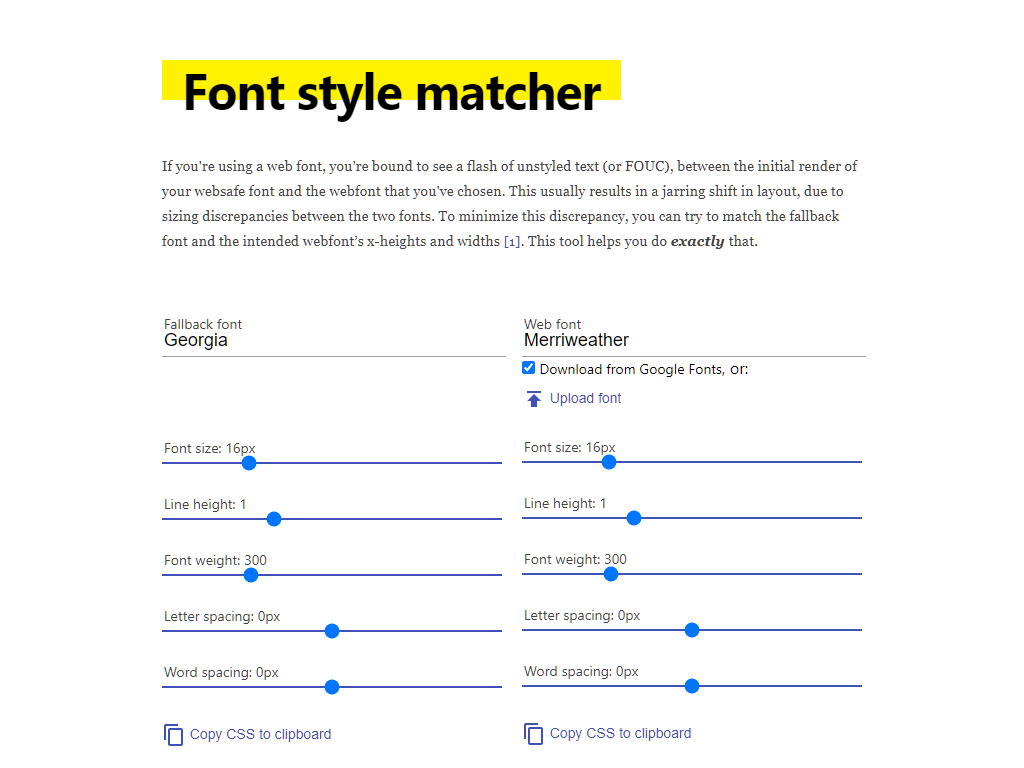 Font style matcher
If you're using a web font, you're bound to see a flash of unstyled text (or FOUC), between the initial render of
your websafe font and the webfont that you've chosen. This usually results in a jarring shift in layout, due to
sizing discrepancies between the two fonts. To minimize this discrepancy, you can try to match the fallback
font and the intended webfont's x-heights and widths [1]. This tool helps you do exactly that.
Fallback font
Georgia
Web font
Merriweather
Download from Google Fonts, or:
Upload font
Font size: 16px
Line height: 1
Font weight: 300
Letter spacing: 0px
Word spacing: 0px
Copy CSS to clipboard
Font size: 16px
Line height: 1
Font weight: 300
Letter spacing: 0px
Word spacing: 0px
Copy CSS to clipboard